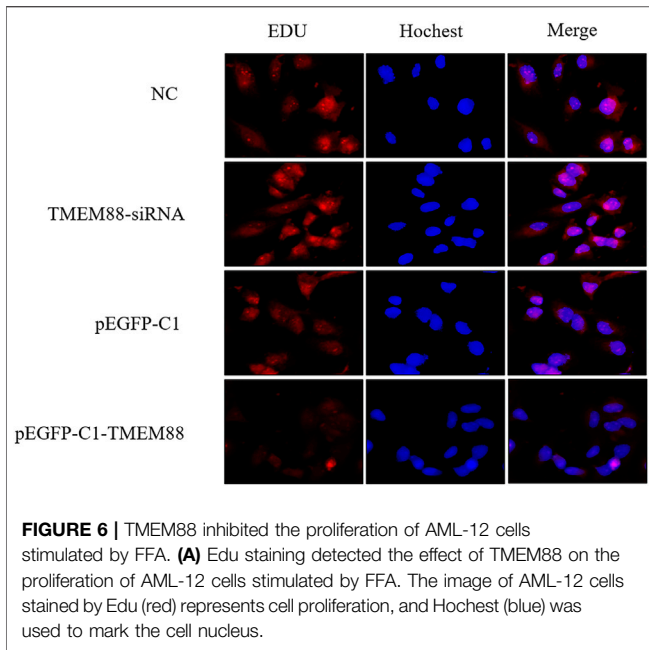 EDU Hochest Merge
NC
TMEM88-siRNA
pEGFP-C1
pEGFP-C1-TMEM88
FIGURE 6 | TMEM88 inhibited the proliferation of AML-12 cells
stimulated by FFA. (A) Edu staining detected the effect of TMEM88 on the
proliferation of AML-12 cells stimulated by FFA. The image of AML-12 cells
stained by Edu (red) represents cell proliferation, and Hochest (blue) was
used to mark the cell nucleus.